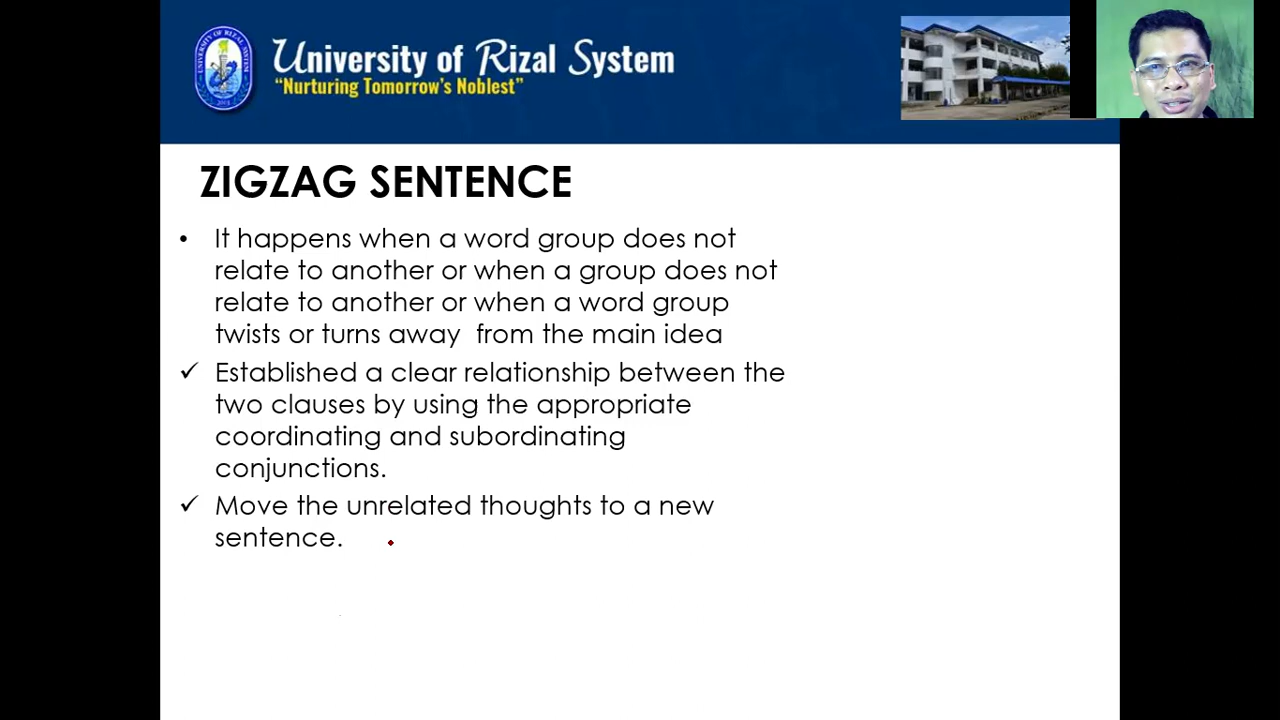 University of Rizal System
"Nurturing Tomorrow's Noblest"
ZIGZAG SENTENCE
• It happens when a word group does not
relate to another or when a group does not
relate to another or when a word group
twists or turns away from the main idea
✓ Established a clear relationship between the
two clauses by using the appropriate
coordinating and subordinating
conjunctions.
✓ Move the unrelated thoughts to a new
sentence.